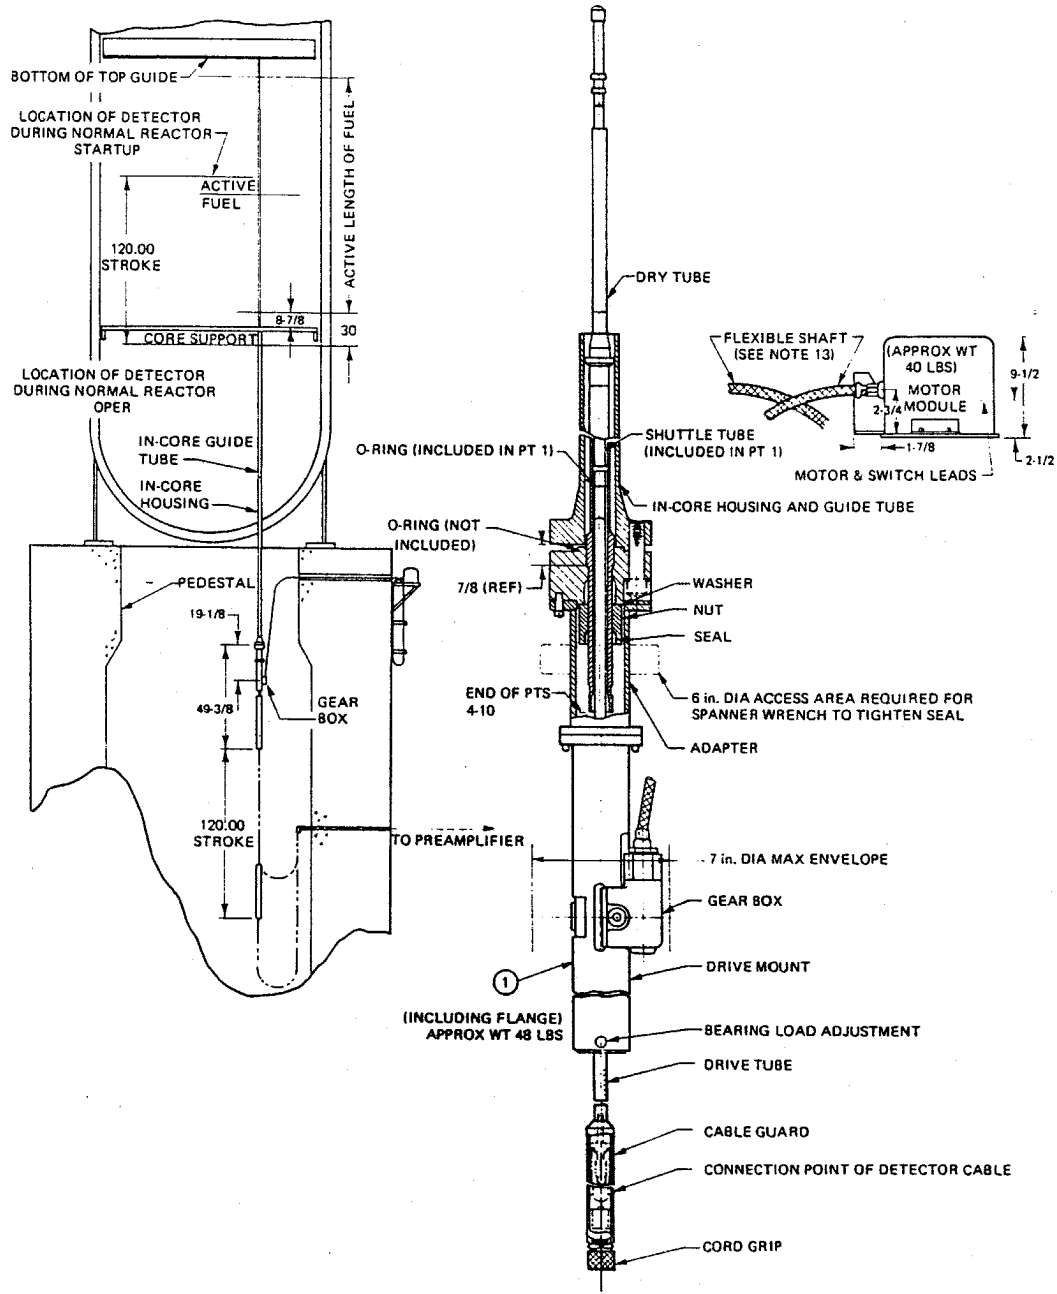 BOTTOM OF TOP GUIDE
LOCATION OF DETECTOR
DURING NORMAL REACTOR
STARTUP
ACTIVE
FUEL
ACTIVE LENGTH OF FUEL
120.00
STROKE
8-7/8
30
CORE SUPPORT
LOCATION OF DETECTOR
DURING NORMAL REACTOR
OPER
IN-CORE GUIDE
TUBE
IN-CORE
HOUSING
PEDESTAL
19-1/8
49-3/8
GEAR
BOX
120.00
STROKE
TO PREAMPLIFIER
DRY TUBE
FLEXIBLE SHAFT
(SEE NOTE 13)
(APPROX WT
40 LBS)
MOTOR
MODULE
9-1/2
2-3/4
1-7/8
2-1/2
MOTOR & SWITCH LEADS
O-RING (INCLUDED IN PT 1)
SHUTTLE TUBE
(INCLUDED IN PT 1)
IN-CORE HOUSING AND GUIDE TUBE
O-RING (NOT
INCLUDED)
7/8 (REF)
WASHER
NUT
SEAL
END OF PTS
4-10
6 in. DIA ACCESS AREA REQUIRED FOR
SPANNER WRENCH TO TIGHTEN SEAL
ADAPTER
7 in. DIA MAX ENVELOPE
GEAR BOX
1
DRIVE MOUNT
(INCLUDING FLANGE)
APPROX WT 48 LBS
BEARING LOAD ADJUSTMENT
DRIVE TUBE
CABLE GUARD
CONNECTION POINT OF DETECTOR CABLE
CORD GRIP